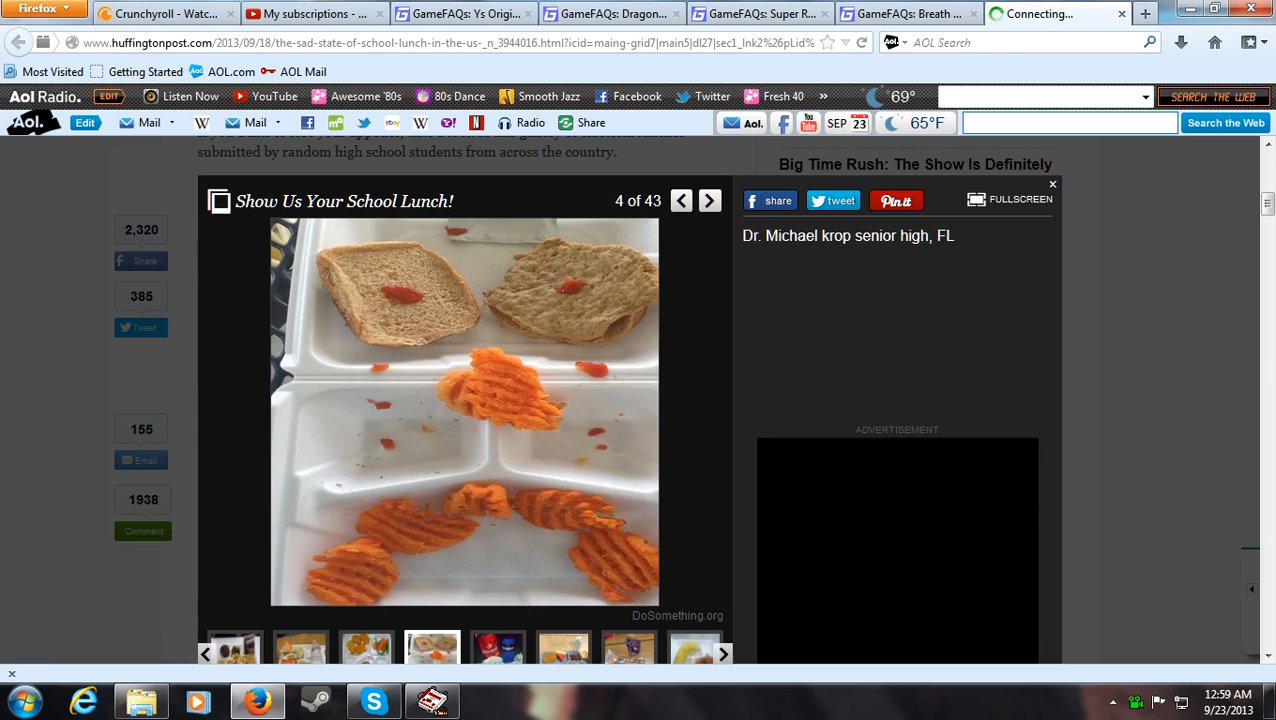 Firefox
Crunchyroll - Watc...
My subscriptions - ...
GameFAQs: Ys Origi...
GameFAQs: Dragon...
GameFAQs: Super R...
GameFAQs: Breath ...
Connecting...
www.huffingtonpost.com/2013/09/18/the-sad-state-of-school-lunch-in-the-us-_n_3944016.html?icid=maing-grid7|main5|dl27|sec1_lnk2%26pLid%
AOL Search
Most Visited
Getting Started
AOL.com
AOL Mail
Aol Radio.
EDIT
Listen Now
YouTube
Awesome '80s
80s Dance
Smooth Jazz
Facebook
Twitter
Fresh 40
69°
SEARCH THE WEB
Aol.
Edit
Mail
Mail
Radio
Share
Aol.
SEP 23
65°F
Search the Web
submitted by random high school students from across the country.
Big Time Rush: The Show Is Definitely
Show Us Your School Lunch!
4 of 43
share
tweet
Pin it
FULLSCREEN
Dr. Michael krop senior high, FL
2,320
Share
385
Tweet
155
Email
1938
Comment
ADVERTISEMENT
DoSomething.org
12:59 AM
9/23/2013